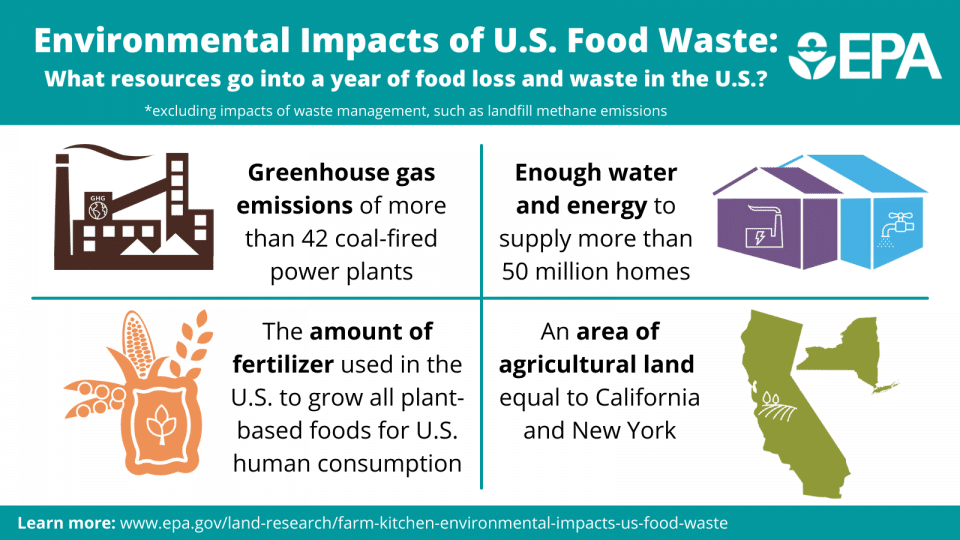 Environmental Impacts of U.S. Food Waste:
What resources go into a year of food loss and waste in the U.S.?
*excluding impacts of waste management, such as landfill methane emissions
EPA
GHG
Greenhouse gas
emissions of more
than 42 coal-fired
power plants
Enough water
and energy to
supply more than
50 million homes
The amount of
fertilizer used in the
U.S. to grow all plant-
based foods for U.S.
human consumption
An area of
agricultural land
equal to California
and New York
Learn more: www.epa.gov/land-research/farm-kitchen-environmental-impacts-us-food-waste